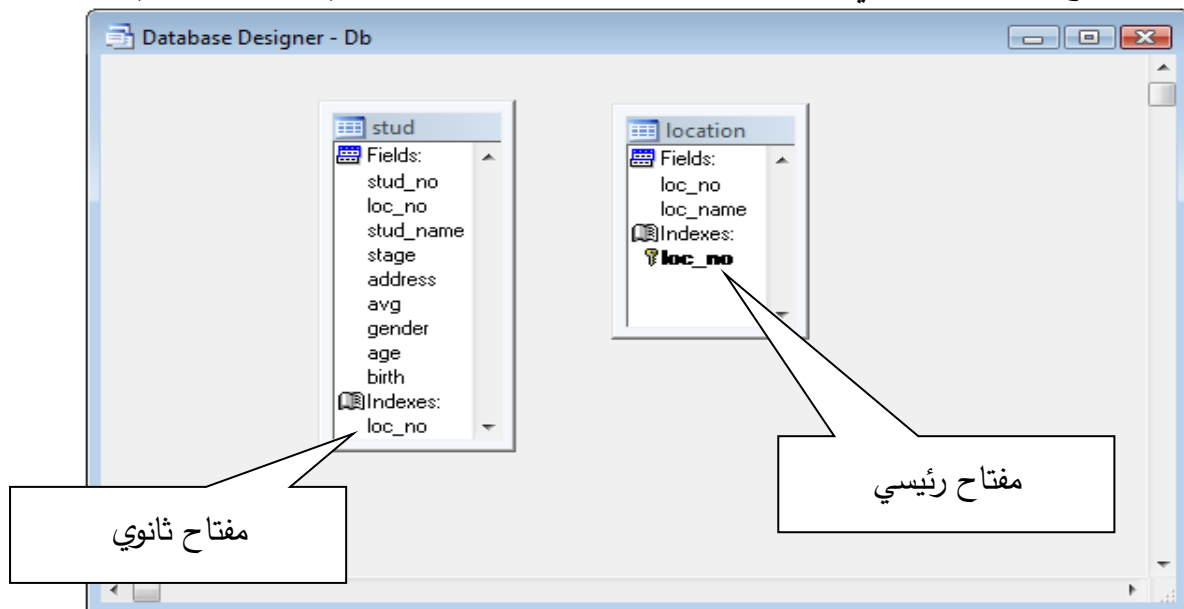 Database Designer - Db
stud
Fields:
stud_no
loc_no
stud_name
stage
address
avg
gender
age
birth
Indexes:
loc_no
location
Fields:
loc_no
loc_name
Indexes:
loc_no
مفتاح رئيسي
مفتاح ثانوي